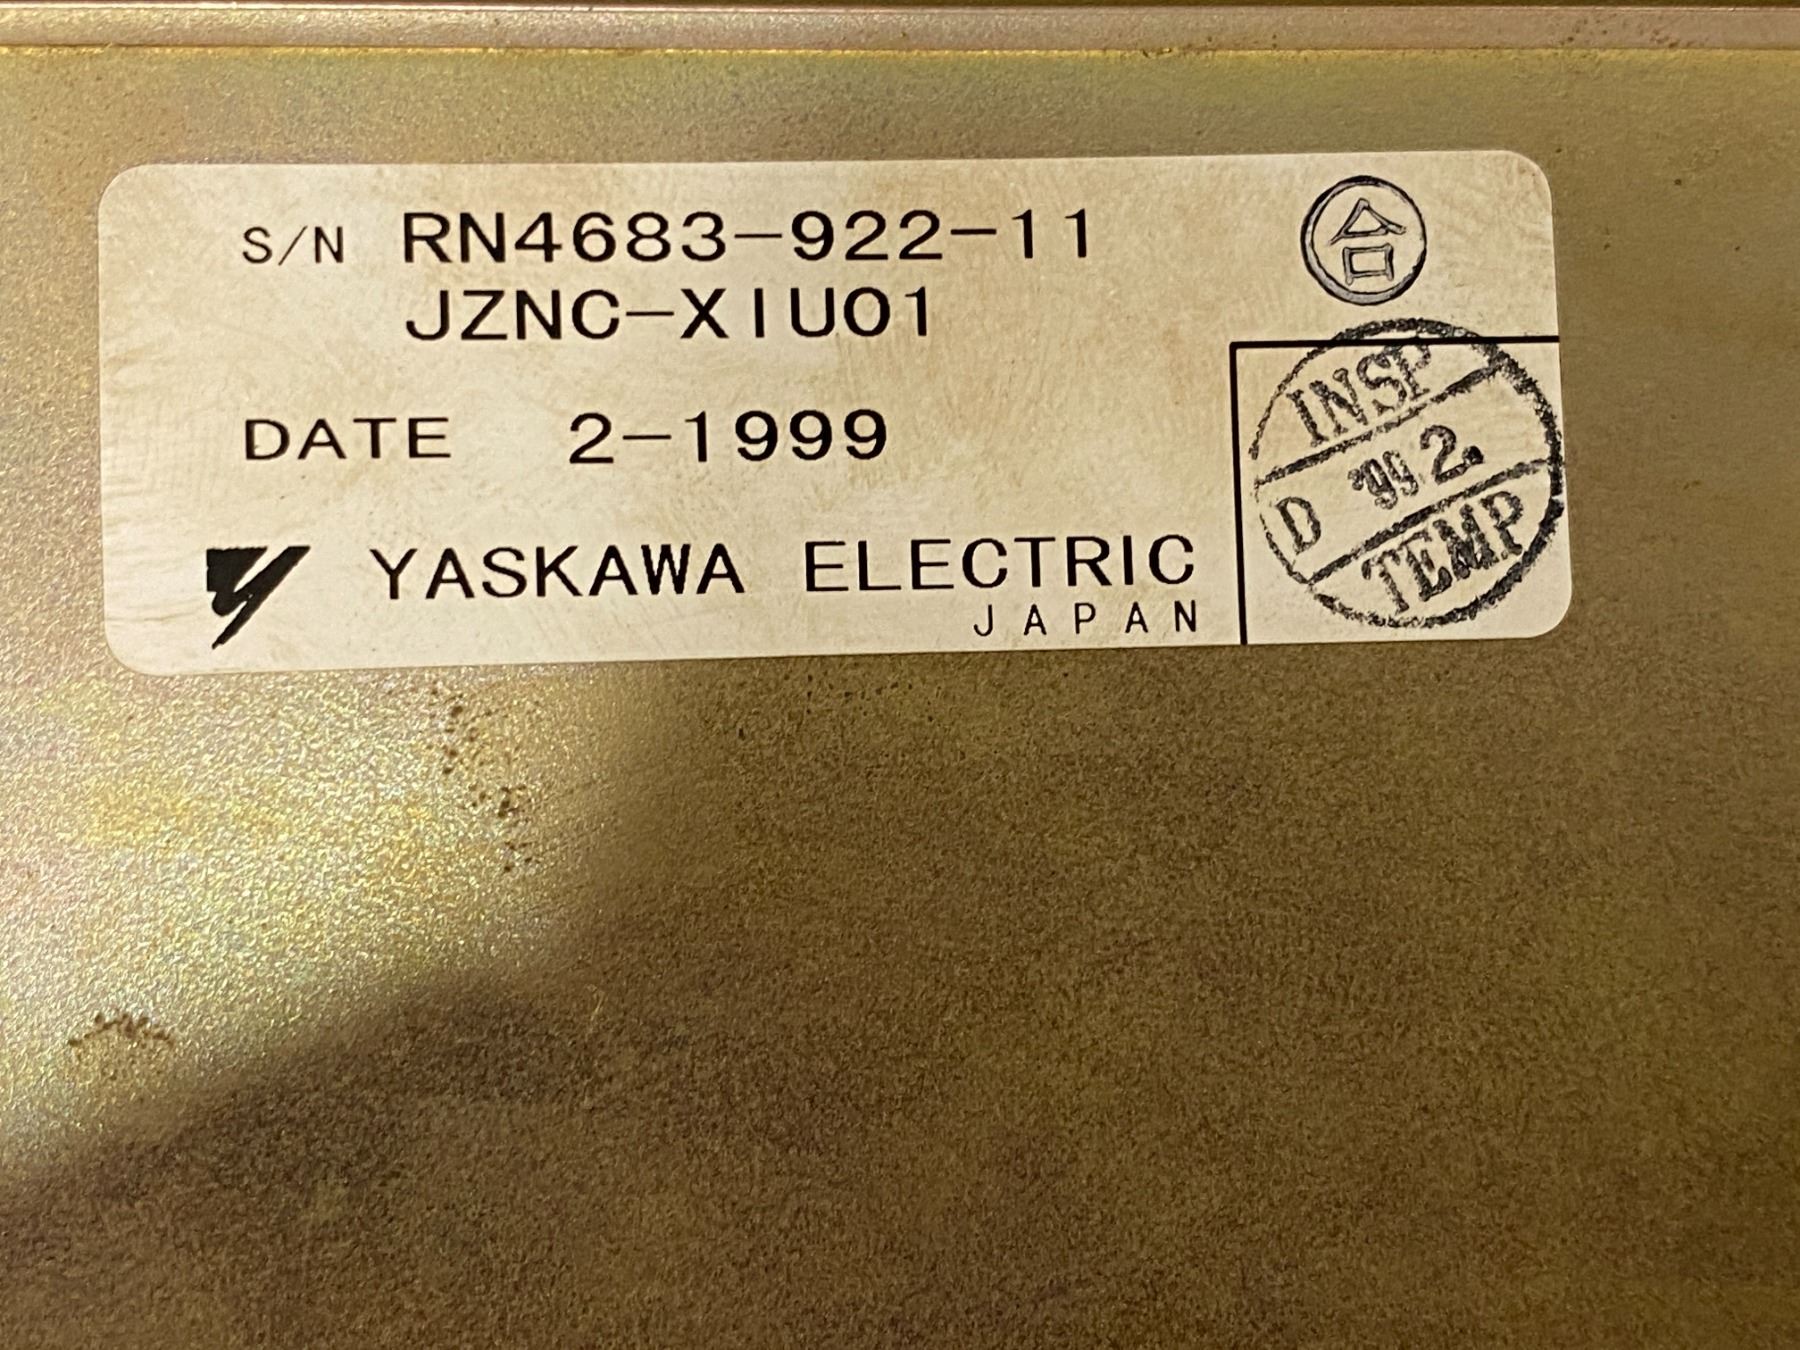 S/N RN4683-922-11
JZNC-XIU01
DATE 2-1999
YASKAWA ELECTRIC
JAPAN
合
INSP
D '99 2.
TEMP